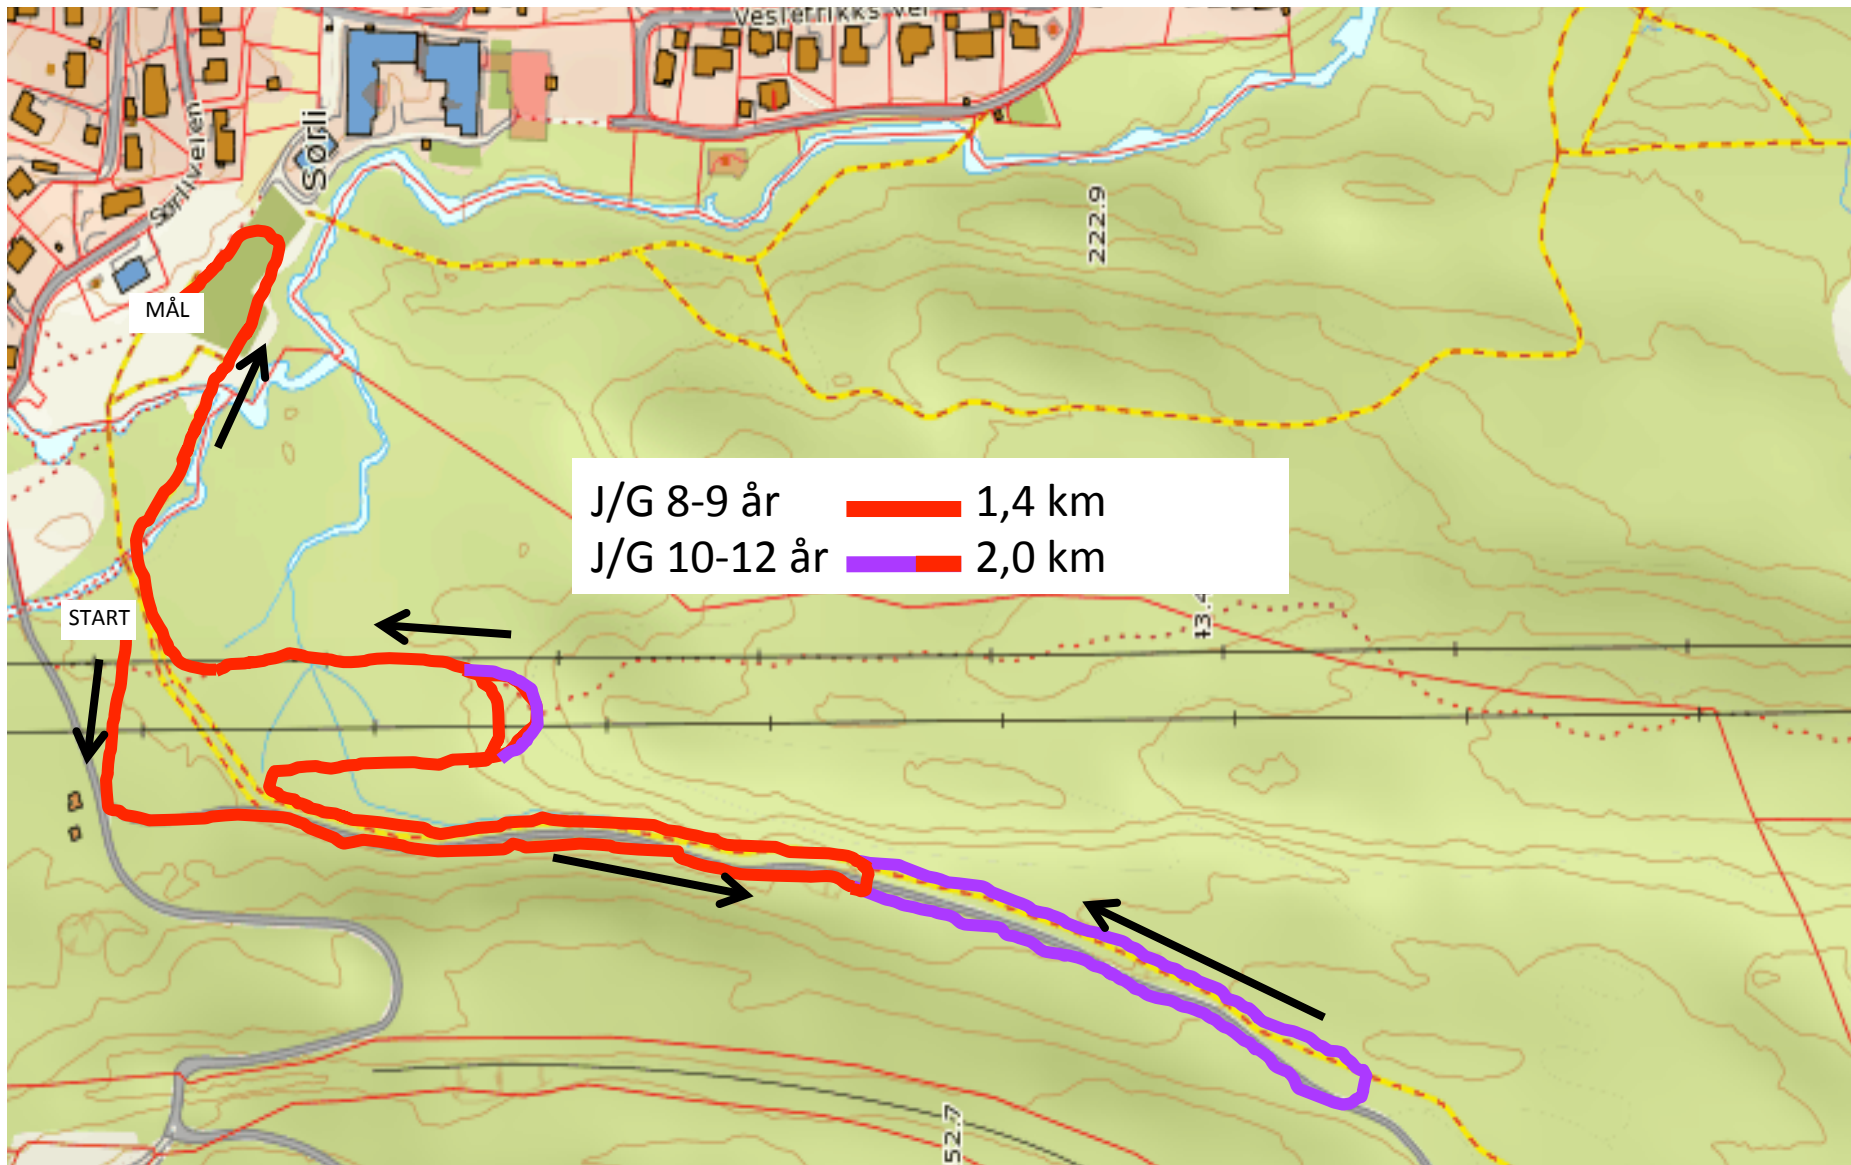 Vestefrikks vei
Sørli
Sørliveien
222.9
MÅL
J/G 8-9 år 1,4 km
J/G 10-12 år 2,0 km
START
52.7